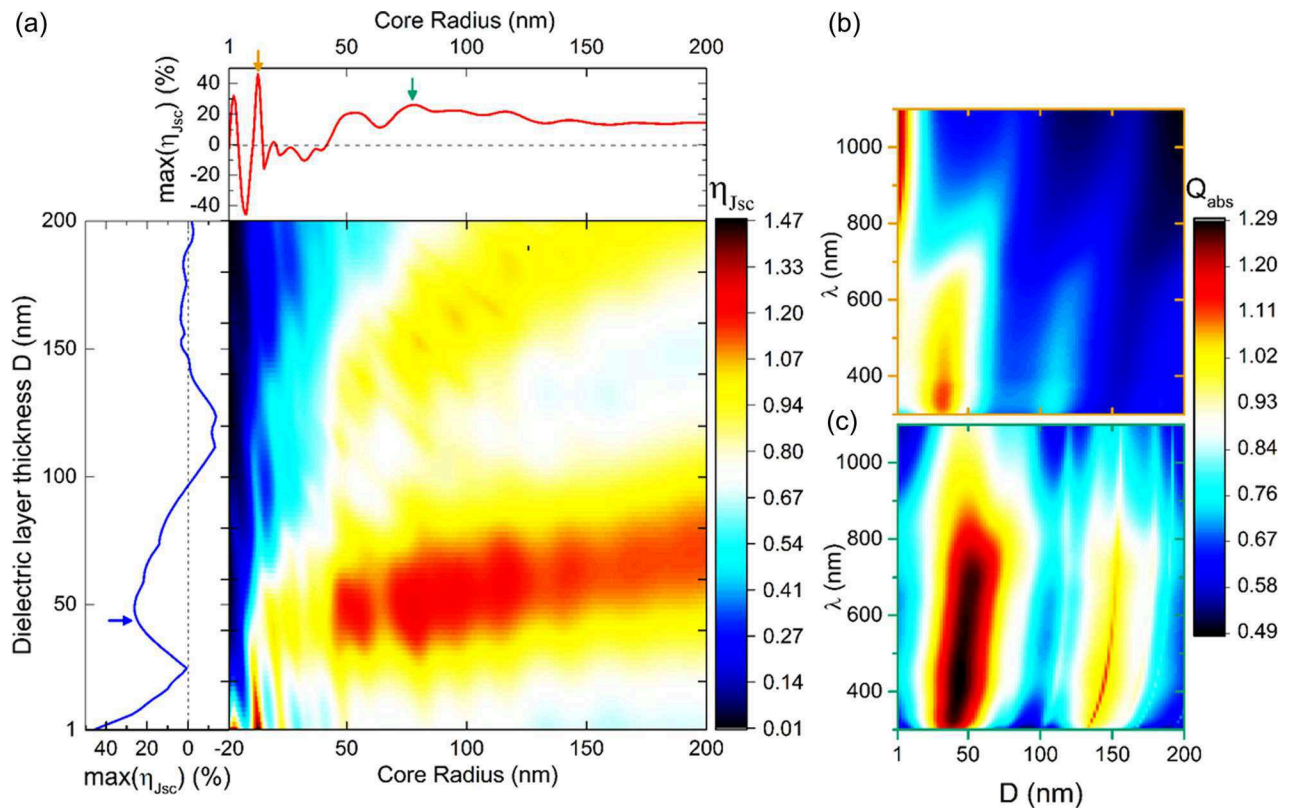 (a)
Core Radius (nm)
1 50 100 150 200
max(ηJsc) (%)
40
20
0
-20
-40
ηJsc
1.47
1.33
1.20
1.07
0.94
0.80
0.67
0.54
0.41
0.27
0.14
0.01
Dielectric layer thickness D (nm)
200
150
100
50
1
40 20 0 -20
max(ηJsc) (%)
50 100 150 200
Core Radius (nm)
(b)
λ (nm)
1000
800
600
400
(c)
λ (nm)
1000
800
600
400
1 50 100 150 200
D (nm)
Qabs
1.29
1.20
1.11
1.02
0.94
0.85
0.76
0.67
0.58
0.49